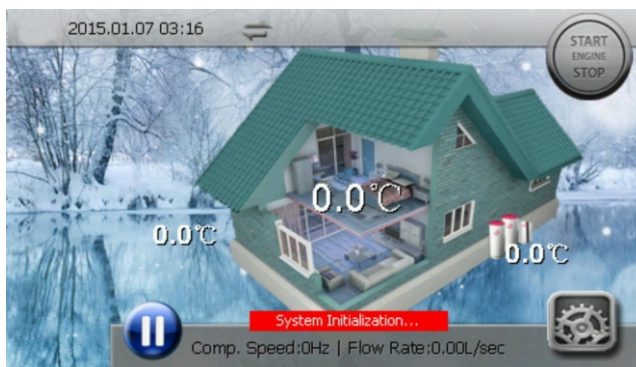 2015.01.07 03:16
START
ENGINE
STOP
0.0℃
0.0℃
0.0℃
System Initialization...
Comp. Speed:0Hz | Flow Rate:0.00L/sec